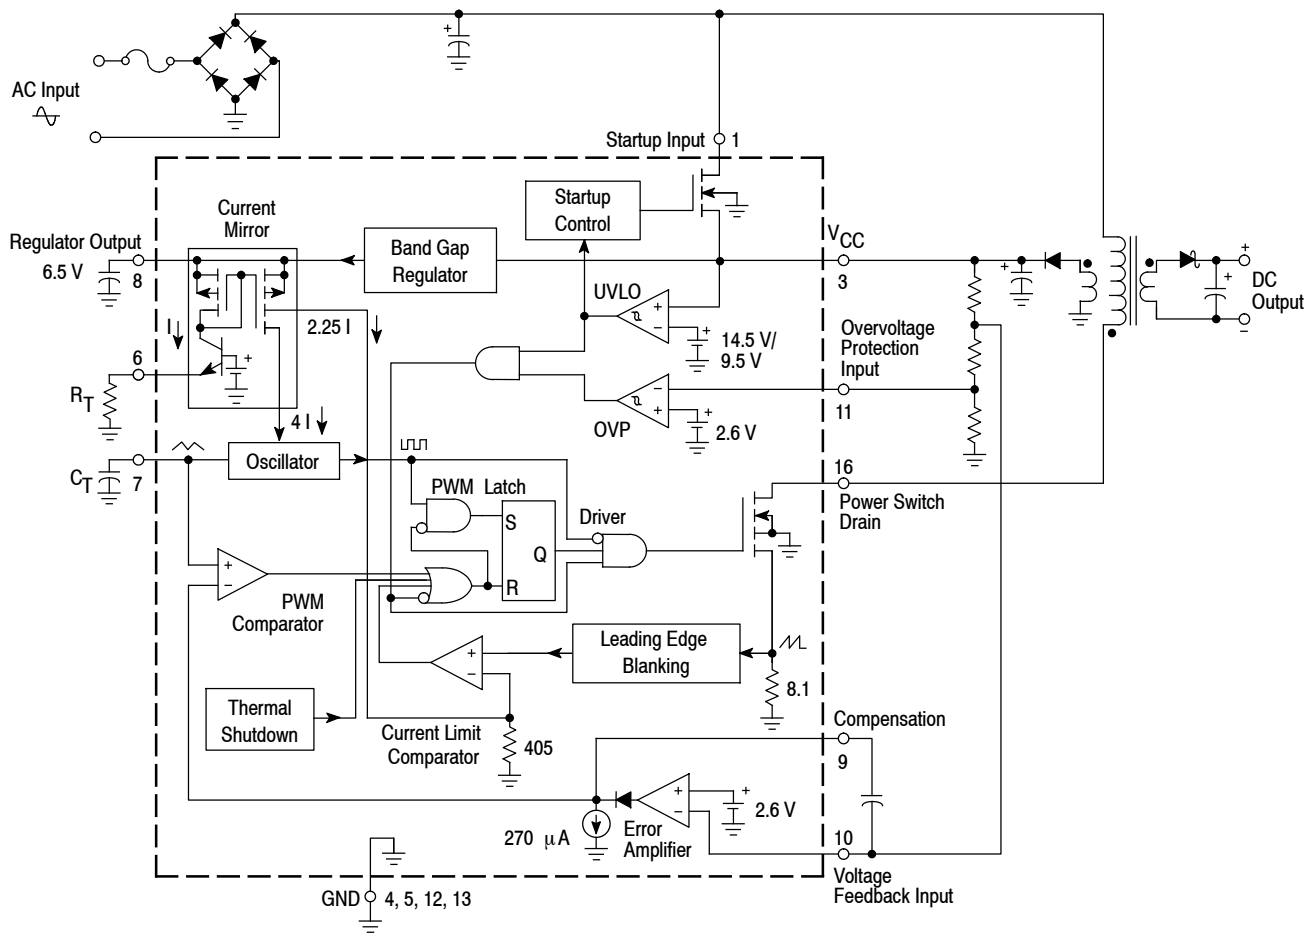 AC Input
Startup Input
1
Current
Mirror
Startup
Control
Regulator Output
6.5 V
8
Band Gap
Regulator
VCC
3
UVLO
14.5 V/
9.5 V
DC
Output
+
−
I
2.25 I
6
RT
Overvoltage
Protection
Input
11
OVP
2.6 V
4 I
CT
7
Oscillator
PWM Latch
S
Q
R
Driver
16
Power Switch
Drain
PWM
Comparator
Leading Edge
Blanking
8.1
Thermal
Shutdown
Current Limit
Comparator
405
Compensation
9
270 μA
Error
Amplifier
2.6 V
10
Voltage
Feedback Input
GND
4, 5, 12, 13